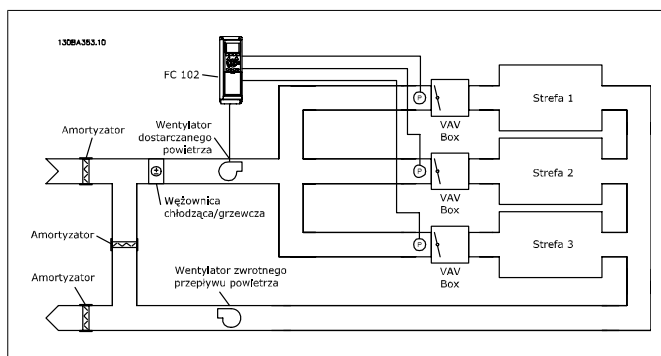 130BA353.10
FC 102
Amortyzator
Wentylator
dostarczanego
powietrza
Wężownica
chłodząca/grzewcza
Amortyzator
Amortyzator
Wentylator zwrotnego
przepływu powietrza
P
VAV
Box
Strefa 1
P
VAV
Box
Strefa 2
P
VAV
Box
Strefa 3